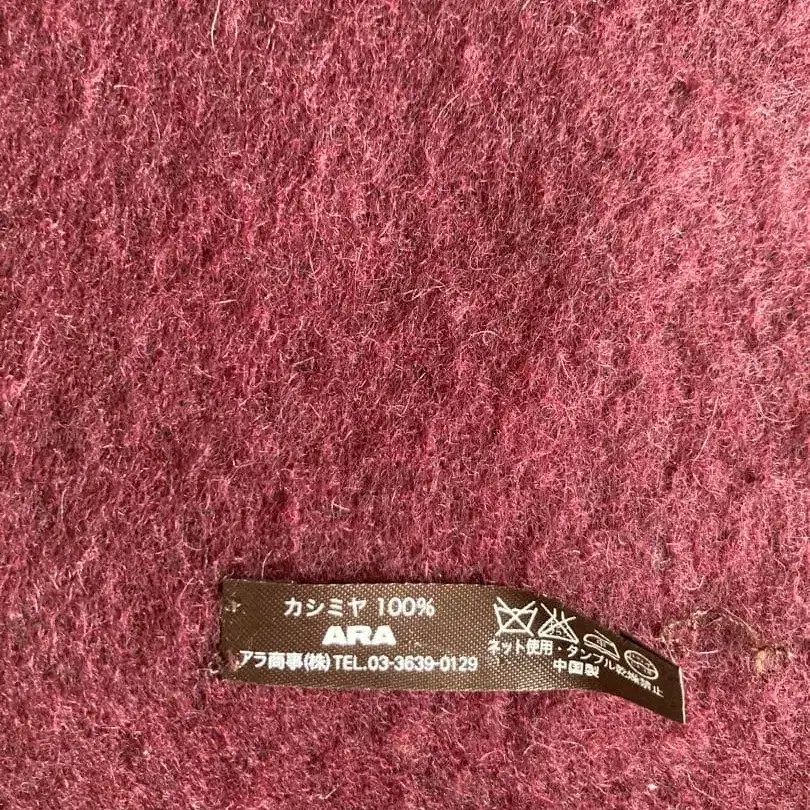 カシミヤ 100%
ARA
アラ商事(株)TEL.03-3639-0129
ネット使用・タンブル乾燥禁止
中国製